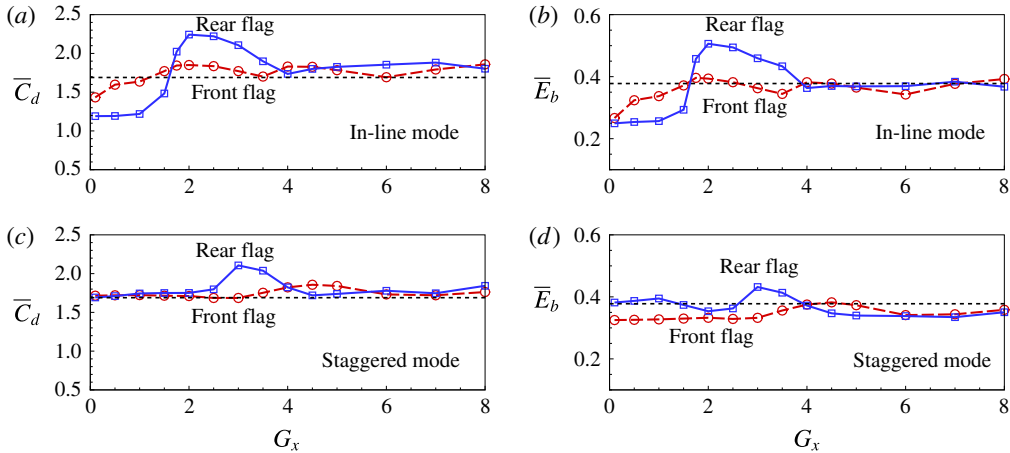 (a)
2.5
2.0
1.5
1.0
0.5
C̅d
Rear flag
Front flag
In-line mode
0 2 4 6 8
(b)
0.6
0.4
0.2
E̅b
Rear flag
Front flag
In-line mode
0 2 4 6 8
(c)
2.5
2.0
1.5
1.0
0.5
C̅d
Rear flag
Front flag
Staggered mode
0 2 4 6 8
Gx
(d)
0.6
0.4
0.2
E̅b
Rear flag
Front flag
Staggered mode
0 2 4 6 8
Gx